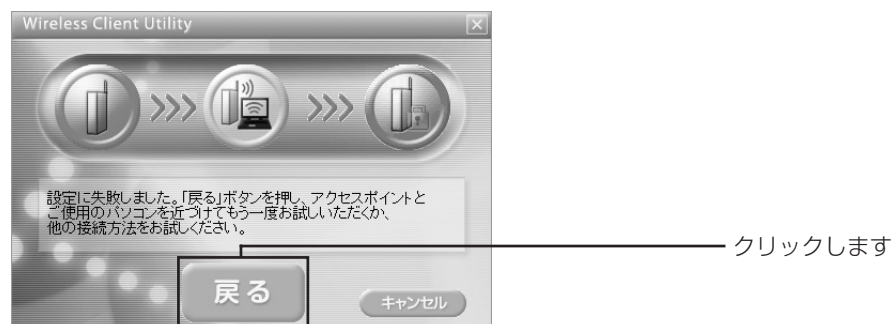 Wireless Client Utility
設定に失敗しました。「戻る」ボタンを押し、アクセスポイントと
ご使用のパソコンを近づけてもう一度お試しいただくか、
他の接続方法をお試しください。
クリックします
戻る
キャンセル